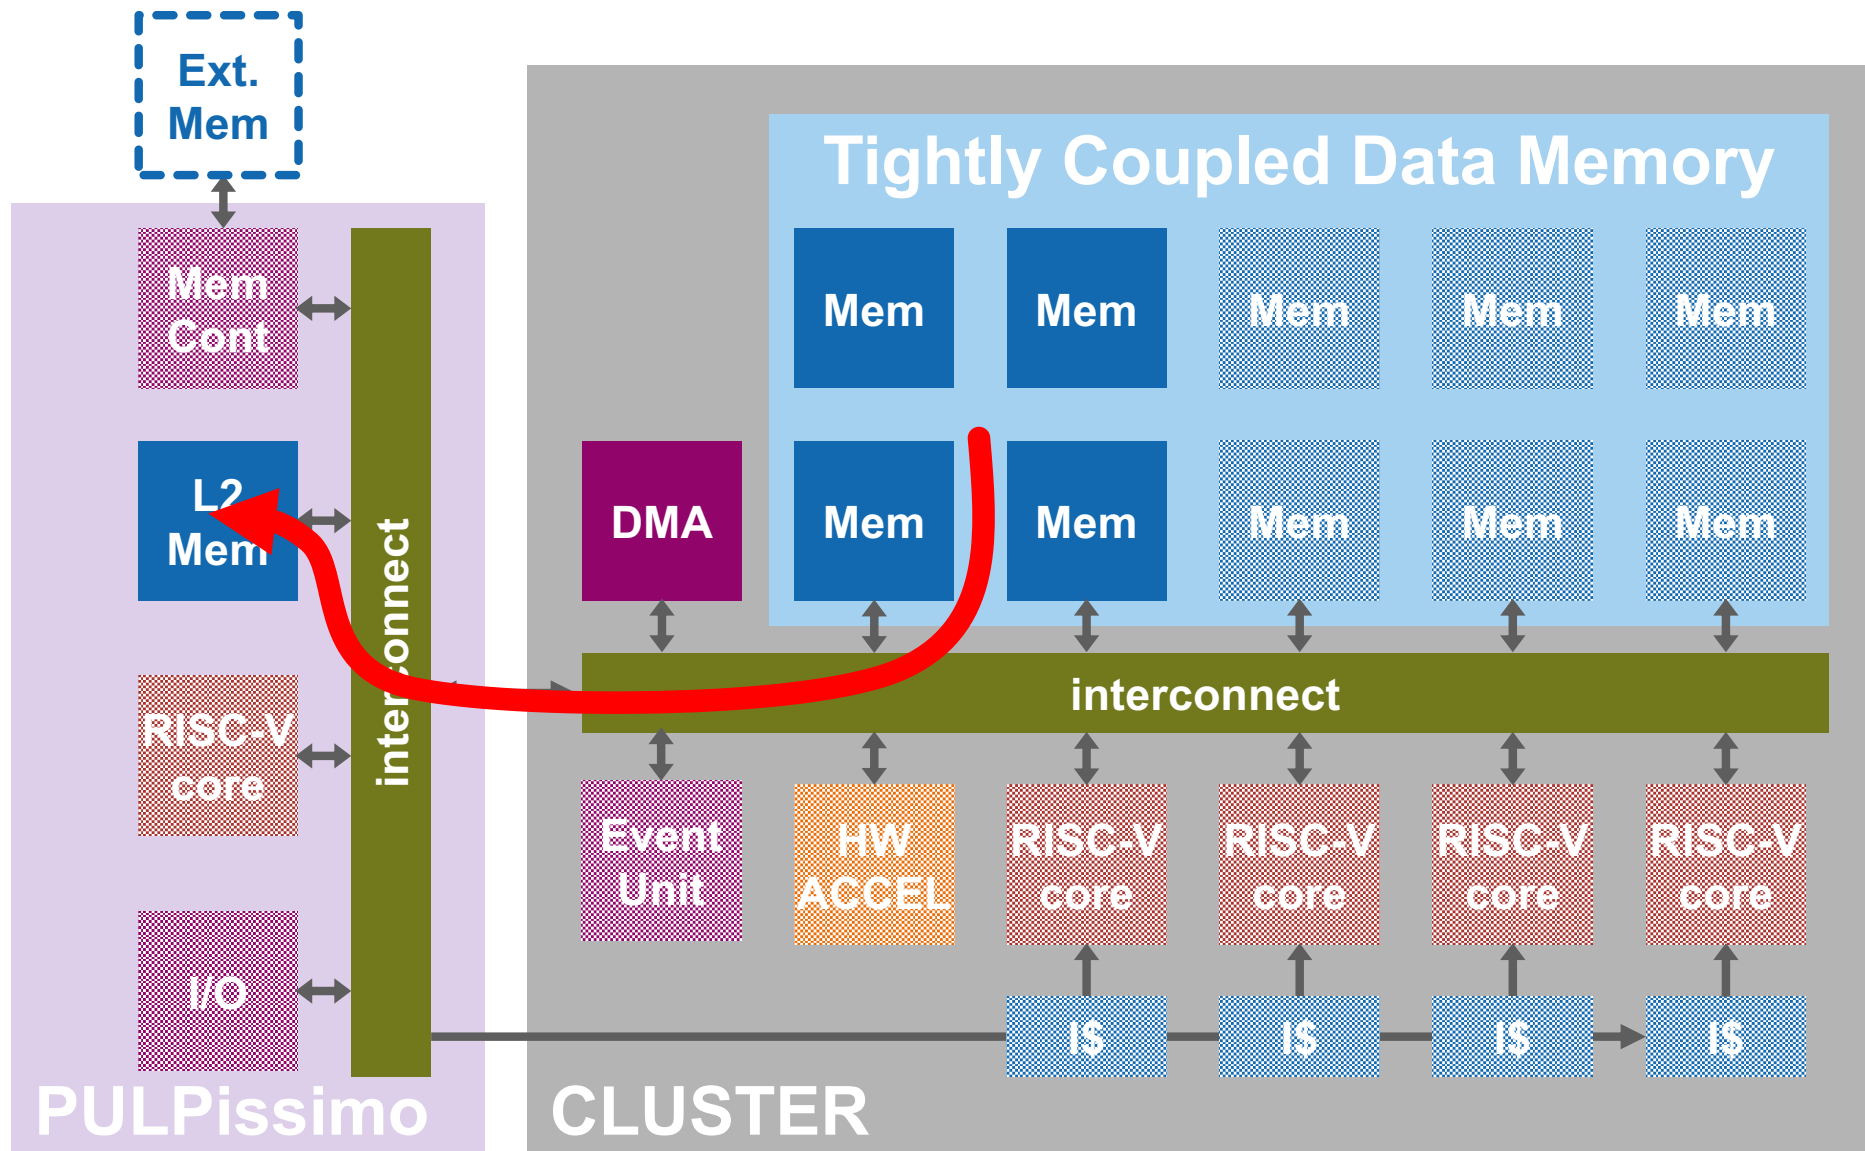 Ext.
Mem
Tightly Coupled Data Memory
Mem
Cont
Mem
Mem
Mem
Mem
Mem
L2
Mem
DMA
Mem
Mem
Mem
Mem
Mem
interconnect
interconnect
RISC-V
core
Event
Unit
HW
ACCEL
RISC-V
core
RISC-V
core
RISC-V
core
RISC-V
core
I/O
I$
I$
I$
I$
PULPissimo
CLUSTER